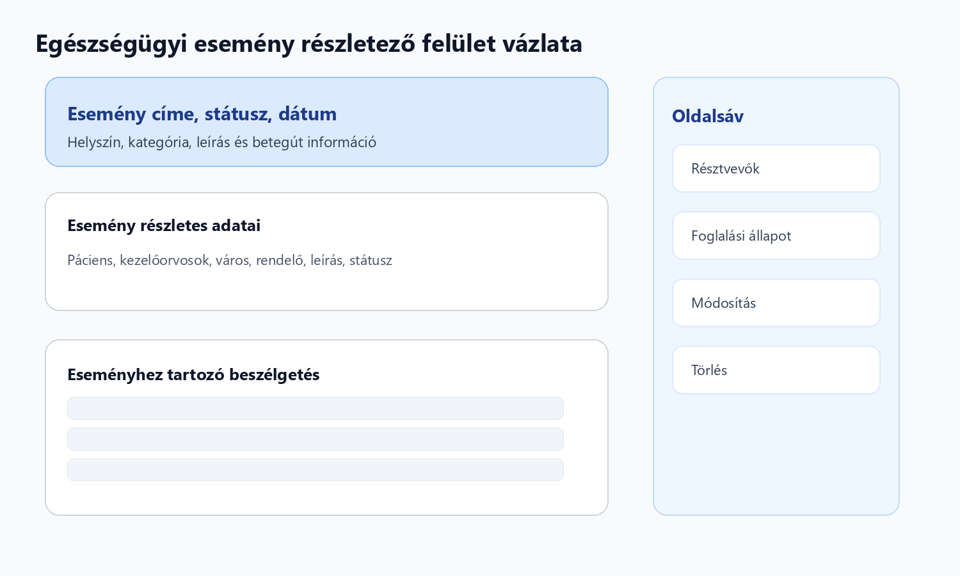 Egészségügyi esemény részletező felület vázlata
Esemény címe, státusz, dátum
Helyszín, kategória, leírás és betegút információ
Esemény részletes adatai
Páciens, kezelőorvosok, város, rendelő, leírás, státusz
Eseményhez tartozó beszélgetés
Oldalsáv
Résztvevők
Foglalási állapot
Módosítás
Törlés